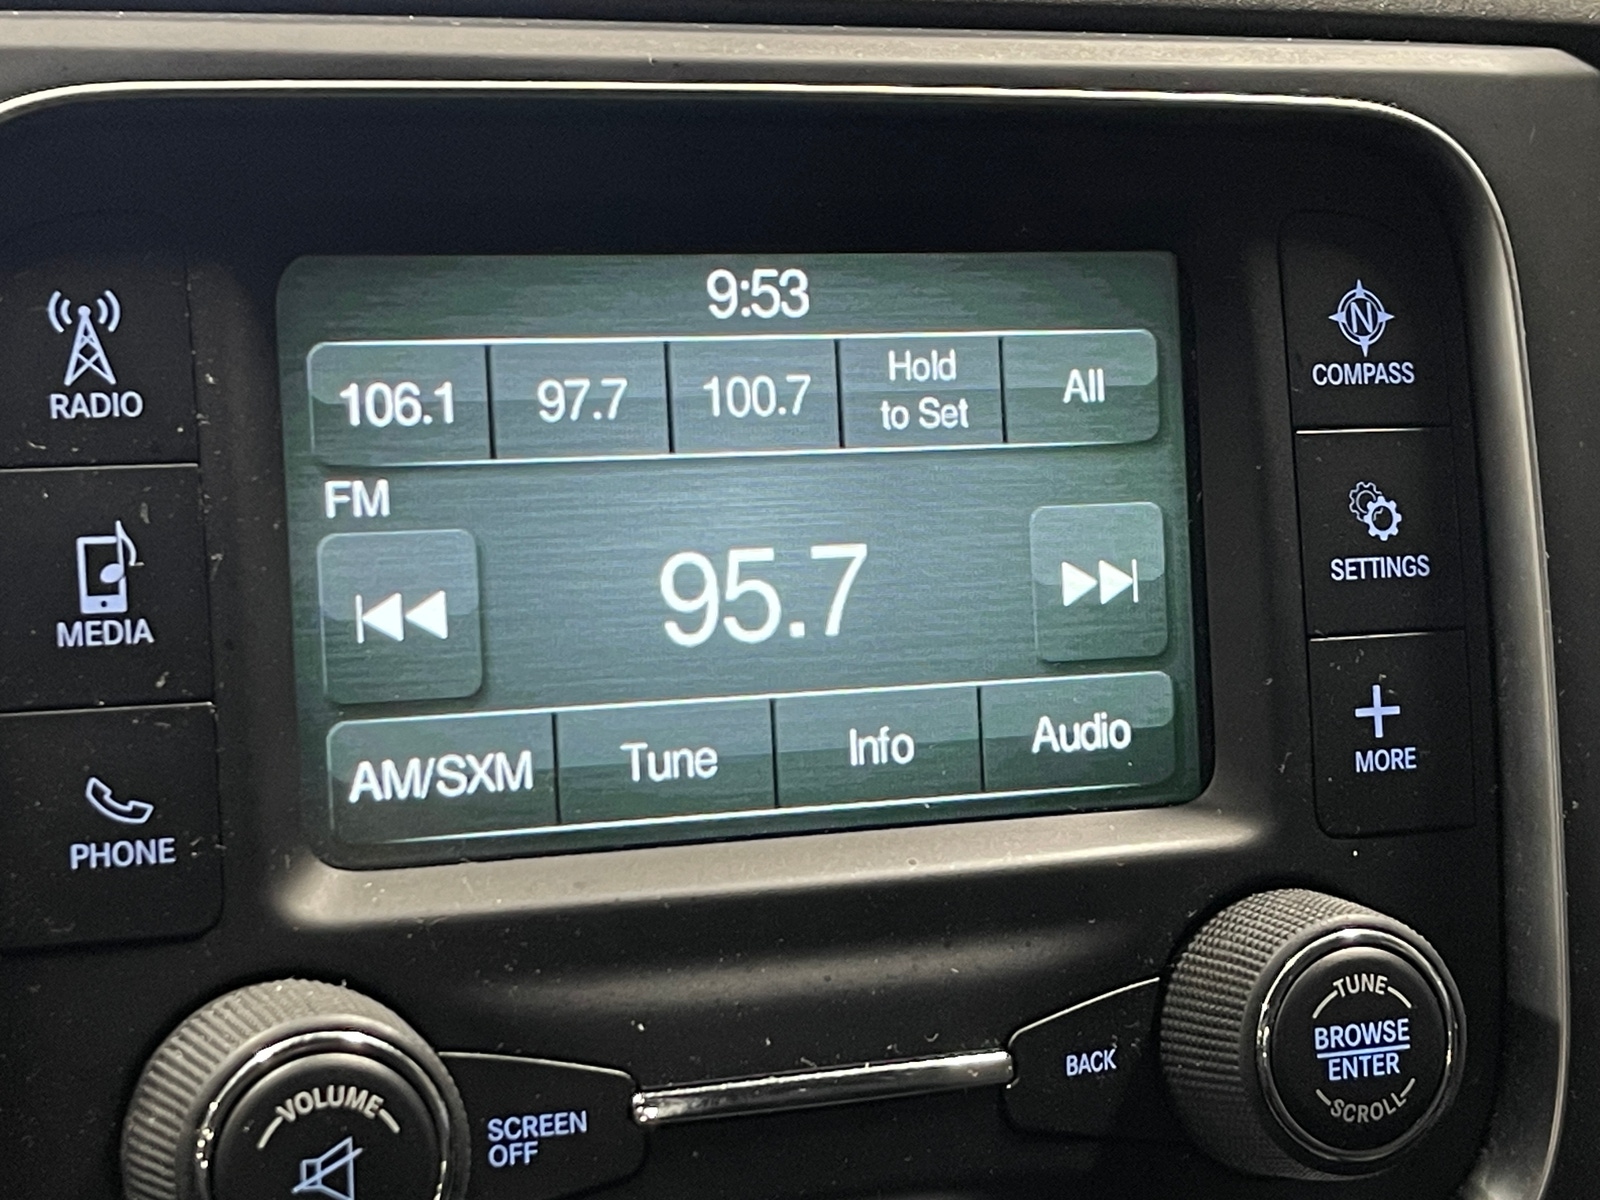 9:53
106.1
97.7
100.7
Hold
to Set
All
FM
95.7
AM/SXM
Tune
Info
Audio
RADIO
MEDIA
PHONE
N
COMPASS
SETTINGS
MORE
VOLUME
SCREEN
OFF
BACK
TUNE
BROWSE
ENTER
SCROLL